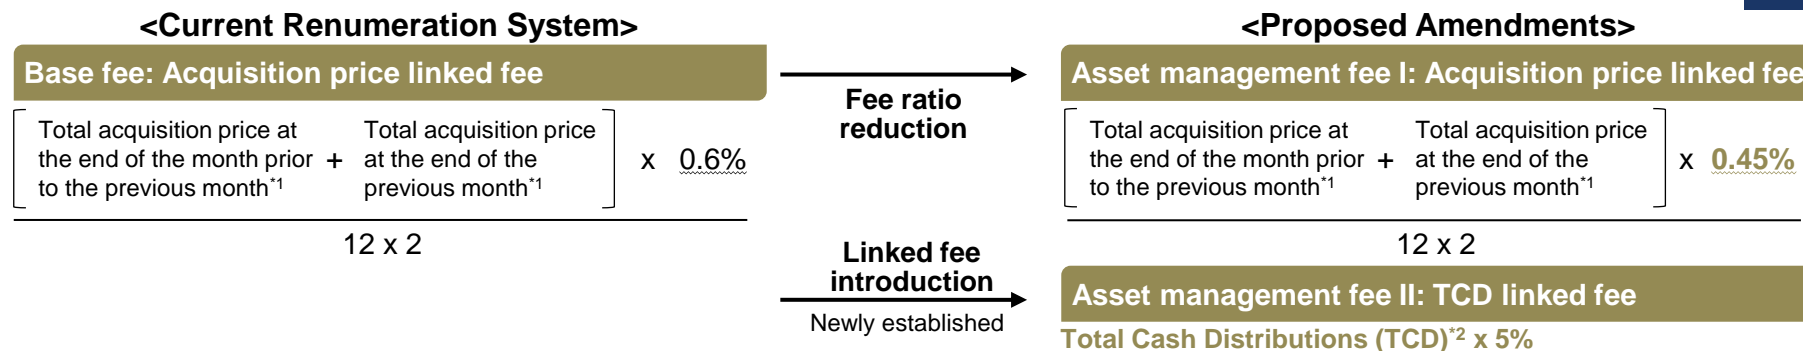 <Current Renumeration System>
Base fee: Acquisition price linked fee
Total acquisition price at
the end of the month prior
to the previous month*1
+
Total acquisition price
at the end of the
previous month*1
x 0.6%
12 x 2
Fee ratio
reduction
Linked fee
introduction
Newly established
<Proposed Amendments>
Asset management fee I: Acquisition price linked fee
Total acquisition price at
the end of the month prior
to the previous month*1
+
Total acquisition price
at the end of the
previous month*1
x 0.45%
12 x 2
Asset management fee II: TCD linked fee
Total Cash Distributions (TCD)*2 x 5%